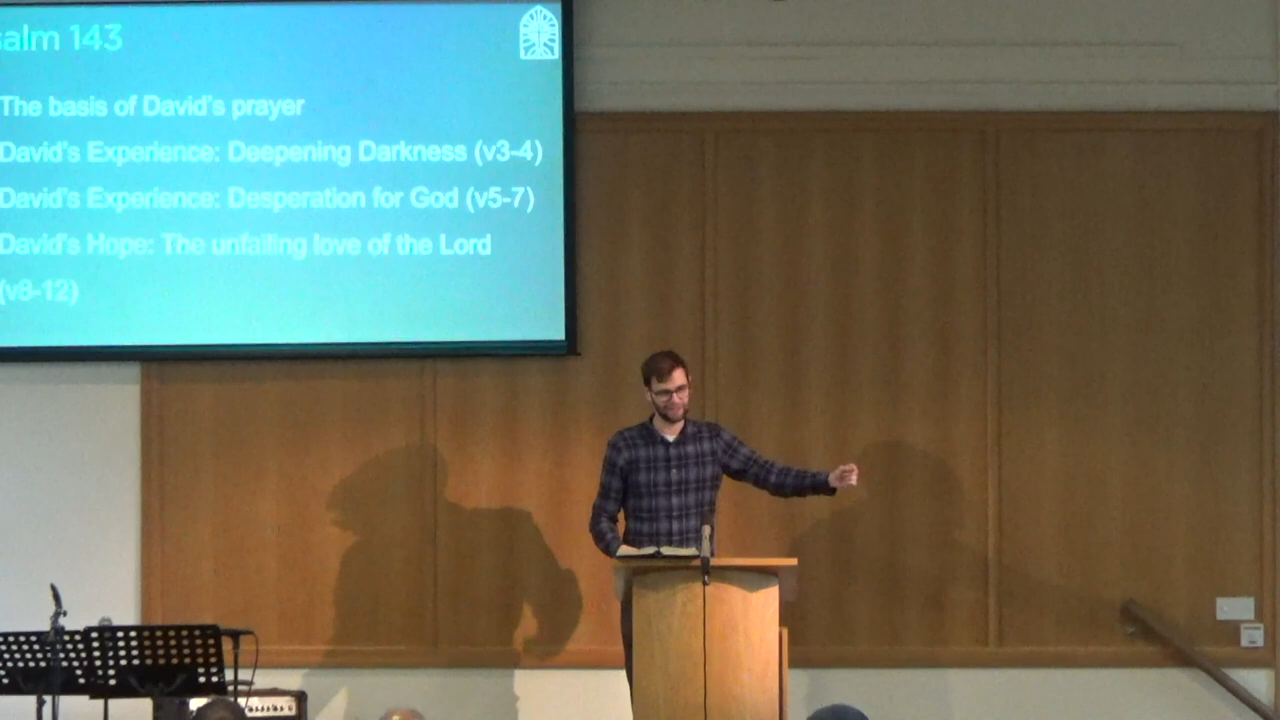 alm 143
The basis of David's prayer
David's Experience: Deepening Darkness (v3-4)
David's Experience: Desperation for God (v5-7)
David's Hope: The unfailing love of the Lord
(v8-12)